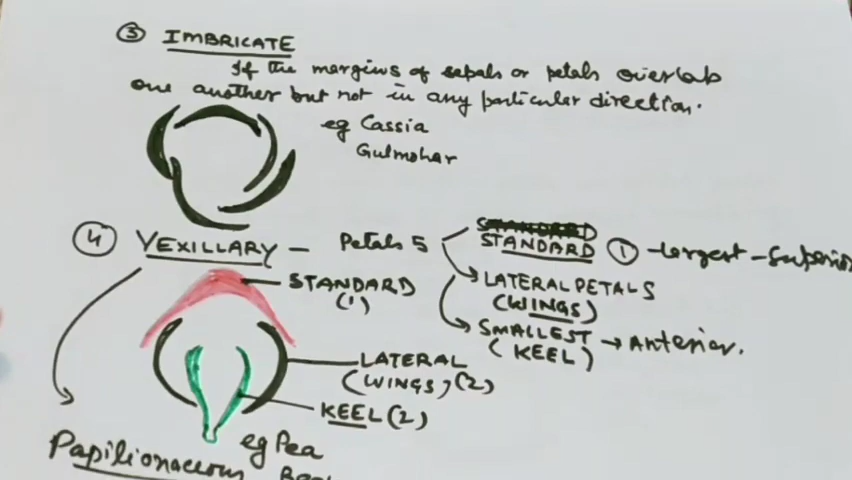 ③ IMBRICATE
If the margins of sepals or petals overlap
one another but not in any particular direction.
eg Cassia
Gulmohar
④ VEXILLARY – Petals 5
STANDARD
STANDARD ① - largest - Superior
LATERAL PETALS
(WINGS)
SMALLEST → Anterior.
(KEEL)
STANDARD
(1)
LATERAL
(WINGS) (2)
KEEL (2)
eg Pea
Papilionaceous